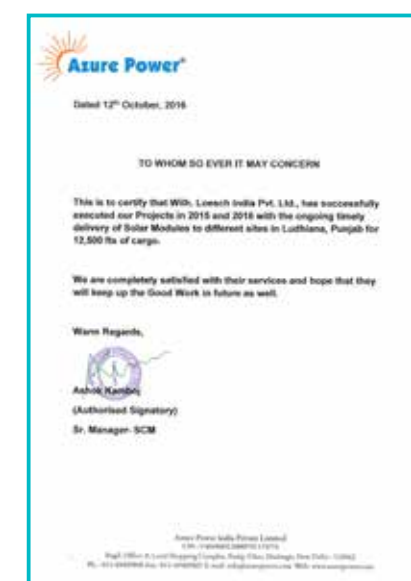 Azure Power®
Dated 12th October, 2016
TO WHOM SO EVER IT MAY CONCERN
This is to certify that With. Loesch India Pvt. Ltd., has successfully
executed our Projects in 2015 and 2016 with the ongoing timely
delivery of Solar Modules to different sites in Ludhiana, Punjab for
12,500 fts of cargo.
We are completely satisfied with their services and hope that they
will keep up the Good Work in future as well.
Warm Regards,
Ashok Kamboj
(Authorised Signatory)
Sr. Manager- SCM
Azure Power India Private Limited